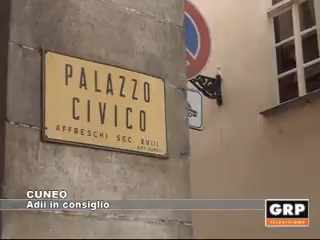 PALAZZO
CIVICO
AFFRESCHI SEC. XVIII
CUNEO
Adii in consiglio
GRP
TELEVISIONE